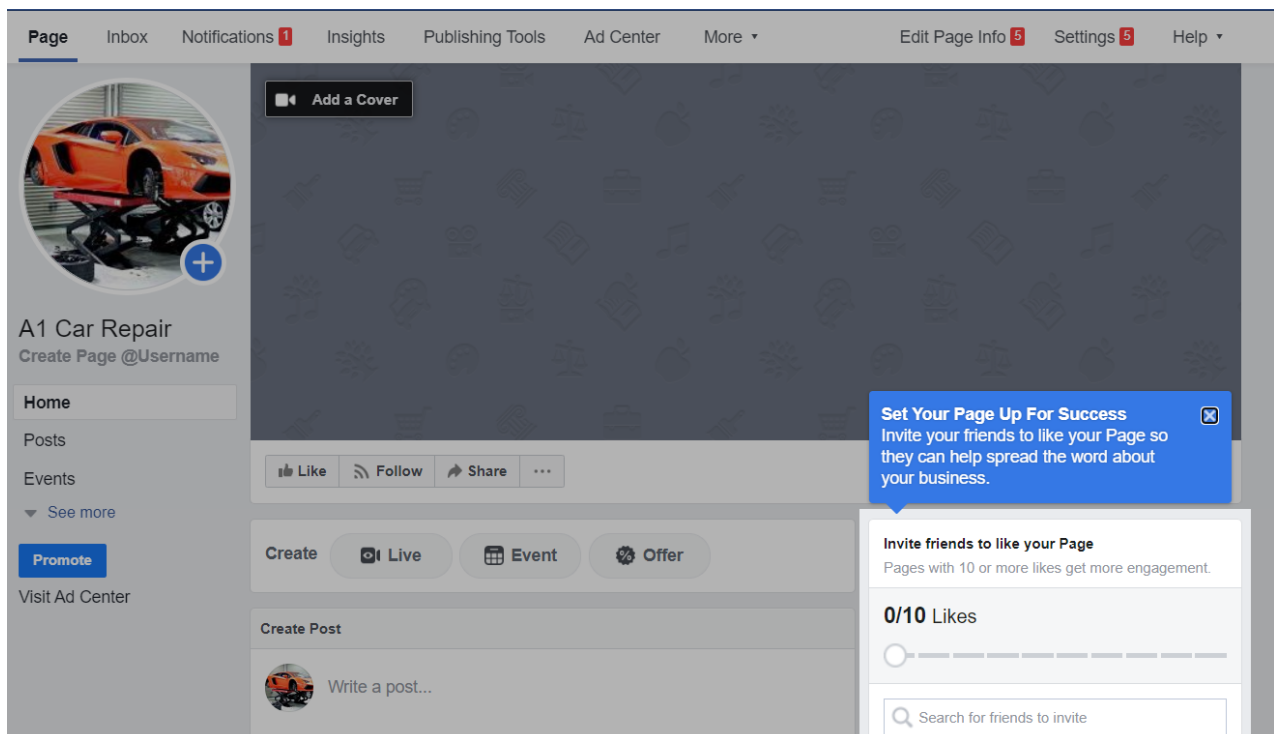 Page Inbox Notifications 1 Insights Publishing Tools Ad Center More Edit Page Info 5 Settings 5 Help
Add a Cover
A1 Car Repair
Create Page @Username
Home
Posts
Events
See more
Promote
Visit Ad Center
Like Follow Share ...
Create Live Event Offer
Create Post
Write a post...
Set Your Page Up For Success
Invite your friends to like your Page so
they can help spread the word about
your business.
Invite friends to like your Page
Pages with 10 or more likes get more engagement.
0/10 Likes
Search for friends to invite